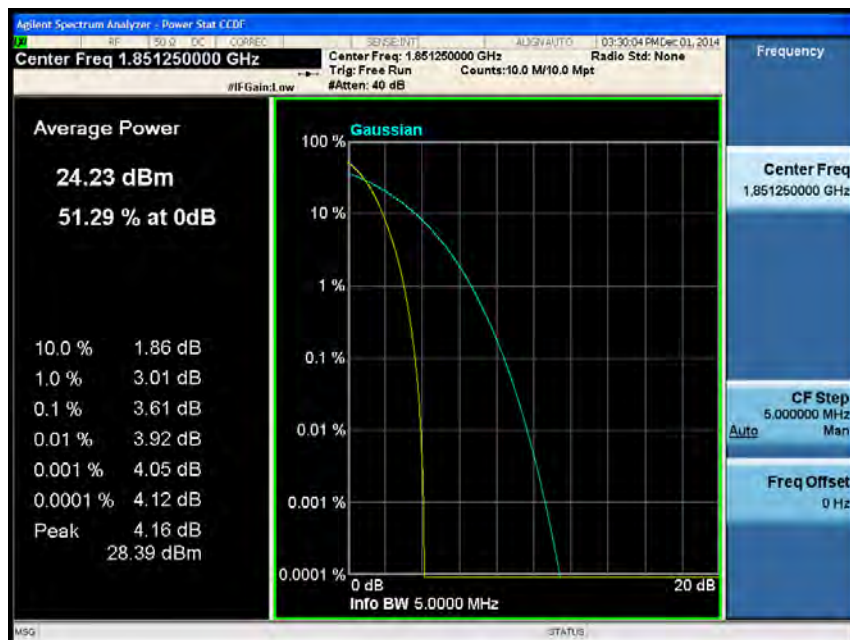 Agilent Spectrum Analyzer - Power Stat CCDF
RF 50 Ω DC CORREC SENSE:INT ALIGN AUTO 03:30:04 PM Dec 01, 2014
Center Freq 1.851250000 GHz
Center Freq: 1.851250000 GHz Radio Std: None
Trig: Free Run Counts:10.0 M/10.0 Mpt
#IFGain:Low #Atten: 40 dB
Frequency
Average Power
24.23 dBm
51.29 % at 0dB
10.0 % 1.86 dB
1.0 % 3.01 dB
0.1 % 3.61 dB
0.01 % 3.92 dB
0.001 % 4.05 dB
0.0001 % 4.12 dB
Peak 4.16 dB
28.39 dBm
Gaussian
100 %
10 %
1 %
0.1 %
0.01 %
0.001 %
0.0001 %
0 dB 20 dB
Info BW 5.0000 MHz
Center Freq
1.851250000 GHz
CF Step
5.000000 MHz
Auto Man
Freq Offset
0 Hz
MSG STATUS